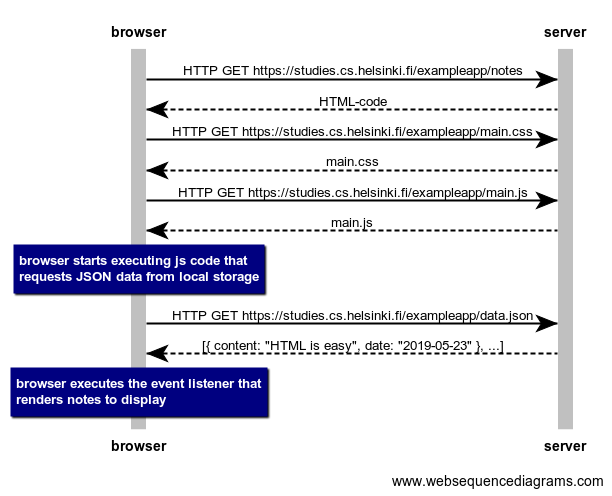 browser server
HTTP GET https://studies.cs.helsinki.fi/exampleapp/notes
HTML-code
HTTP GET https://studies.cs.helsinki.fi/exampleapp/main.css
main.css
HTTP GET https://studies.cs.helsinki.fi/exampleapp/main.js
main.js
browser starts executing js code that
requests JSON data from local storage
HTTP GET https://studies.cs.helsinki.fi/exampleapp/data.json
[{ content: "HTML is easy", date: "2019-05-23" }, ...]
browser executes the event listener that
renders notes to display
browser server
www.websequencediagrams.com